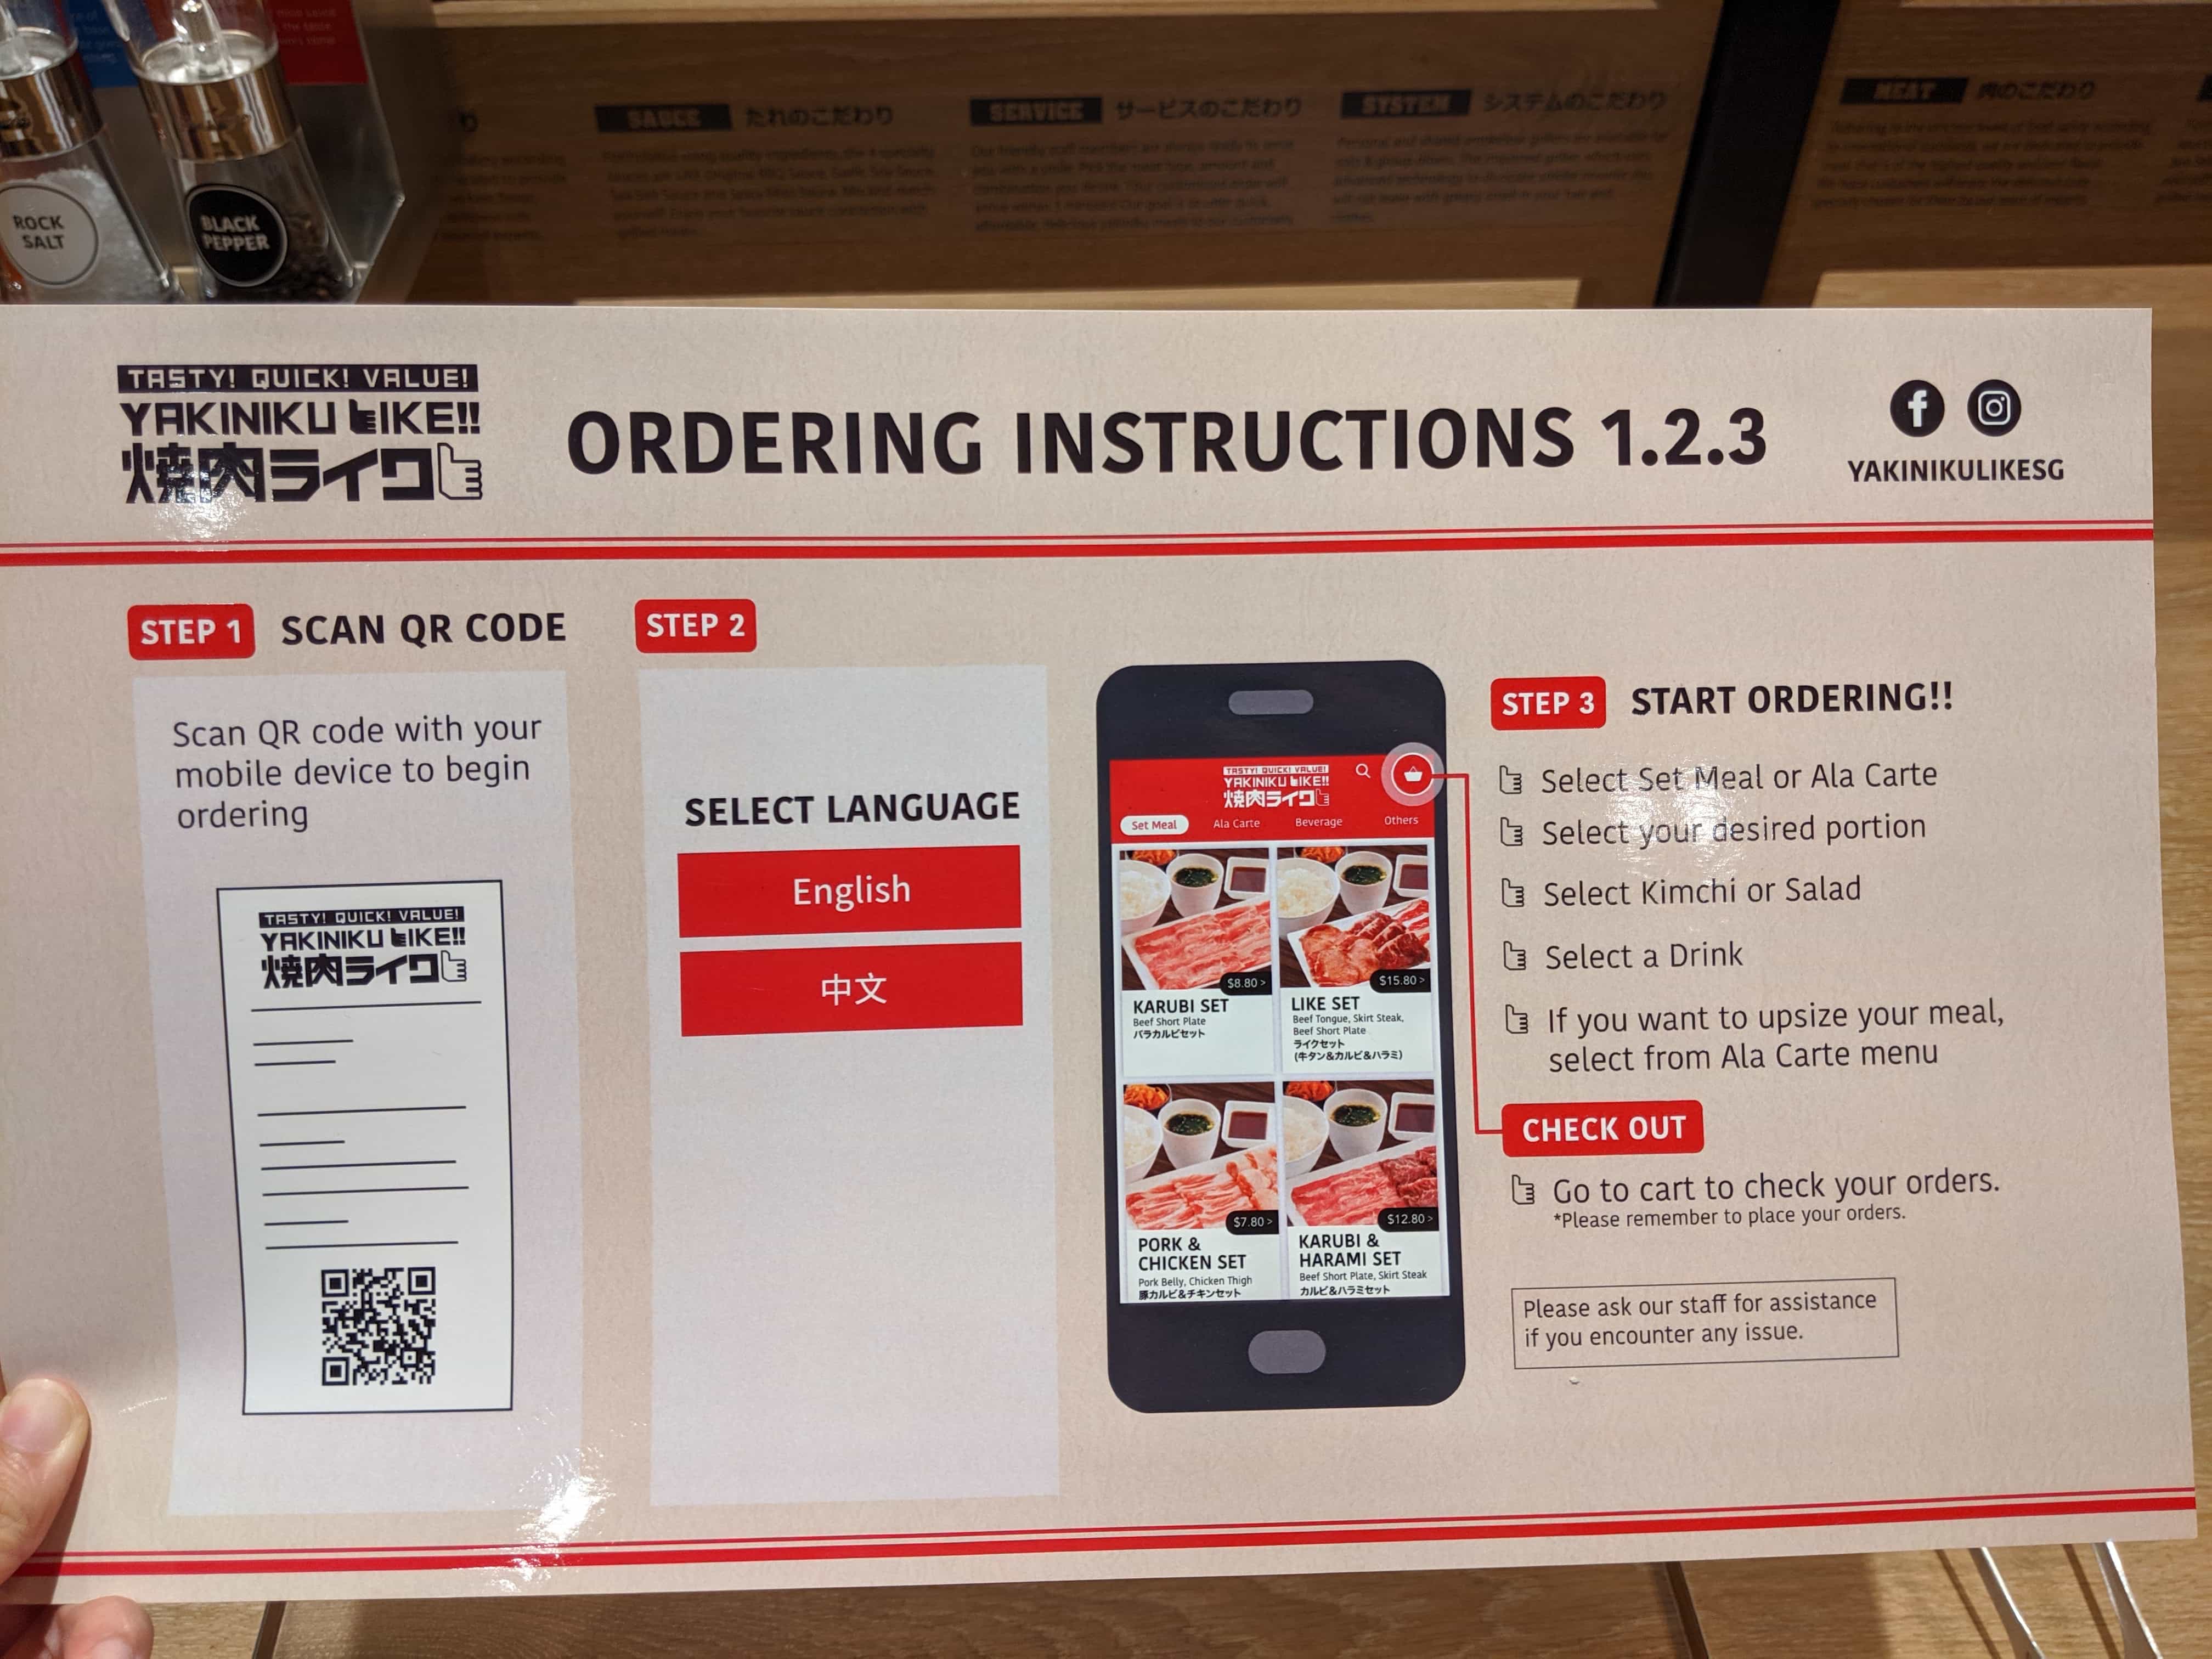 ROCK
SALT
BLACK
PEPPER
SAUCE たれのこだわり
SERVICE サービスのこだわり
SYSTEM システムのこだわり
MEAT 肉のこだわり
TASTY! QUICK! VALUE!
YAKINIKU LIKE!!
焼肉ライク
ORDERING INSTRUCTIONS 1.2.3
YAKINIKULIKESG
STEP 1 SCAN QR CODE
Scan QR code with your
mobile device to begin
ordering
TASTY! QUICK! VALUE!
YAKINIKU LIKE!!
焼肉ライク
STEP 2
SELECT LANGUAGE
English
中文
TASTY! QUICK! VALUE!
YAKINIKU LIKE!!
焼肉ライク
Set Meal Ala Carte Beverage Others
$8.80 >
KARUBI SET
Beef Short Plate
バラカルビセット
$15.80 >
LIKE SET
Beef Tongue, Skirt Steak,
Beef Short Plate
ライクセット
(牛タン&カルビ&ハラミ)
$7.80 >
PORK &
CHICKEN SET
Pork Belly, Chicken Thigh
豚カルビ&チキンセット
$12.80 >
KARUBI &
HARAMI SET
Beef Short Plate, Skirt Steak
カルビ&ハラミセット
STEP 3 START ORDERING!!
Select Set Meal or Ala Carte
Select your desired portion
Select Kimchi or Salad
Select a Drink
If you want to upsize your meal,
select from Ala Carte menu
CHECK OUT
Go to cart to check your orders.
*Please remember to place your orders.
Please ask our staff for assistance
if you encounter any issue.